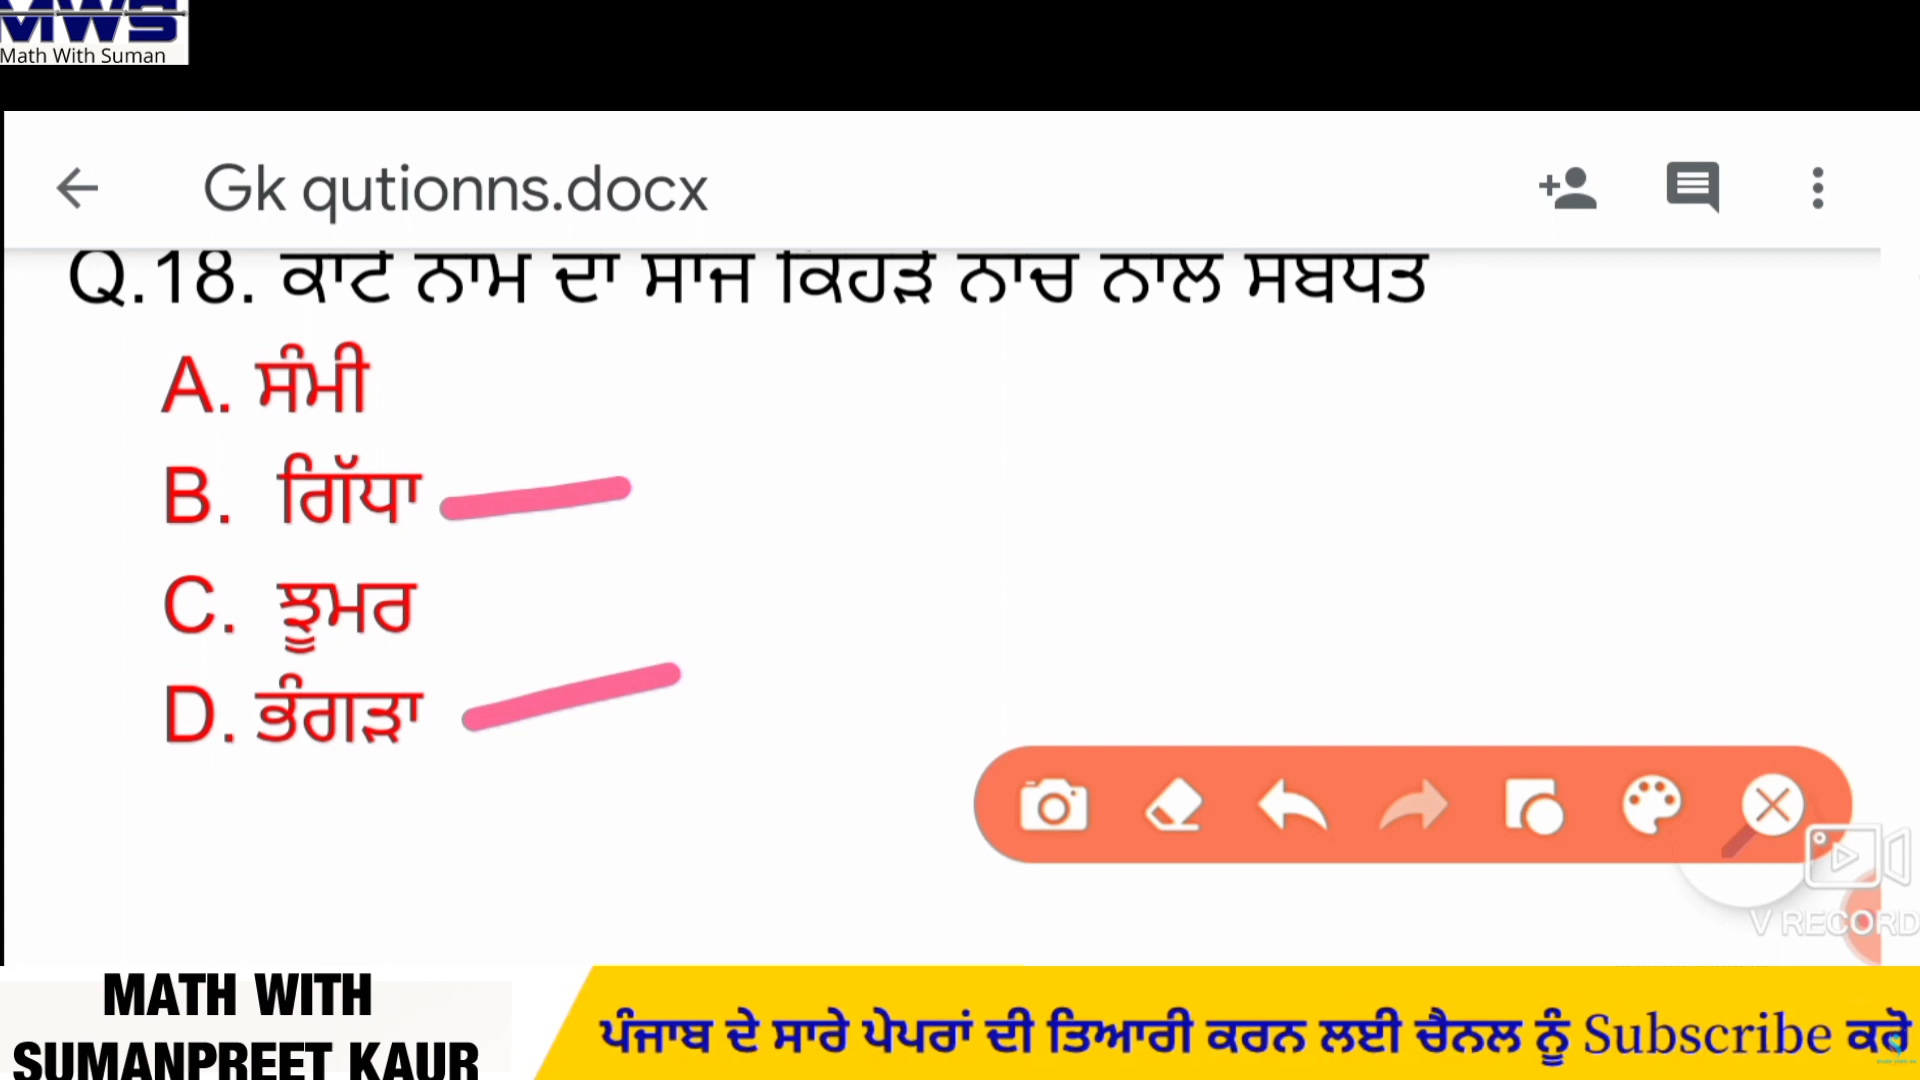 MWS
Math With Suman
Gk qutionns.docx
Q.18. ਕਾਟੋ ਨਾਮ ਦਾ ਸਾਜ ਕਿਹੜੇ ਨਾਚ ਨਾਲ ਸਬੰਧਤ
A. ਸੰਮੀ
B. ਗਿੱਧਾ
C. ਝੂਮਰ
D. ਭੰਗੜਾ
V RECORD
MATH WITH
SUMANPREET KAUR
ਪੰਜਾਬ ਦੇ ਸਾਰੇ ਪੇਪਰਾਂ ਦੀ ਤਿਆਰੀ ਕਰਨ ਲਈ ਚੈਨਲ ਨੂੰ Subscribe ਕਰੋ